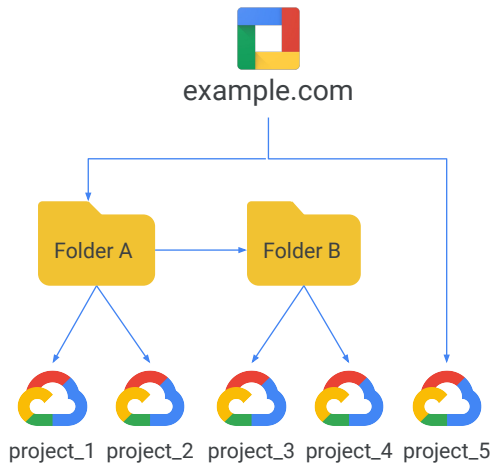 example.com
Folder A
Folder B
project_1
project_2
project_3
project_4
project_5